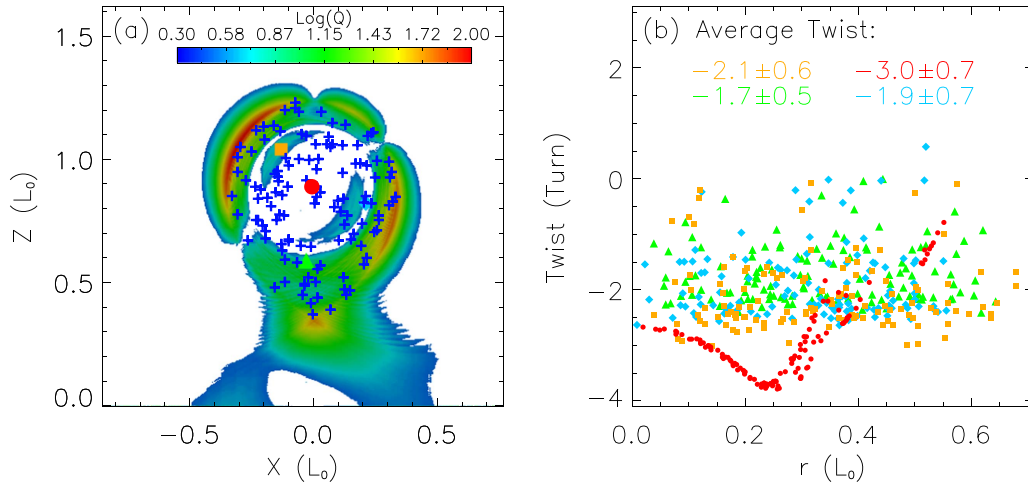 (a)
Log(Q)
0.30 0.58 0.87 1.15 1.43 1.72 2.00
1.5
1.0
0.5
0.0
Z (L₀)
−0.5 0.0 0.5
X (L₀)
(b) Average Twist:
−2.1±0.6 −3.0±0.7
−1.7±0.5 −1.9±0.7
2
0
−2
−4
Twist (Turn)
0.0 0.2 0.4 0.6
r (L₀)